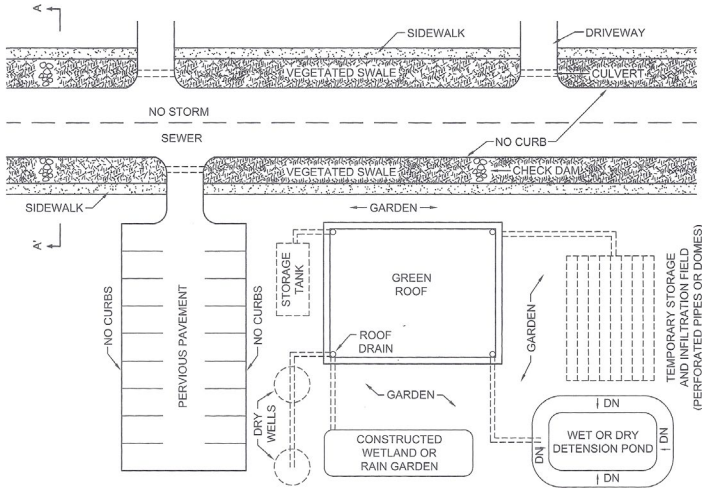 A
SIDEWALK
DRIVEWAY
VEGETATED SWALE
CULVERT
NO STORM
SEWER
NO CURB
VEGETATED SWALE
CHECK DAM
SIDEWALK
GARDEN
A'
STORAGE
TANK
GREEN
ROOF
GARDEN
TEMPORARY STORAGE
AND INFILTRATION FIELD
(PERFORATED PIPES OR DOMES)
NO CURBS
PERVIOUS PAVEMENT
NO CURBS
ROOF
DRAIN
DRY
WELLS
GARDEN
CONSTRUCTED
WETLAND OR
RAIN GARDEN
DN
DN
WET OR DRY
DETENTION POND
DN
DN